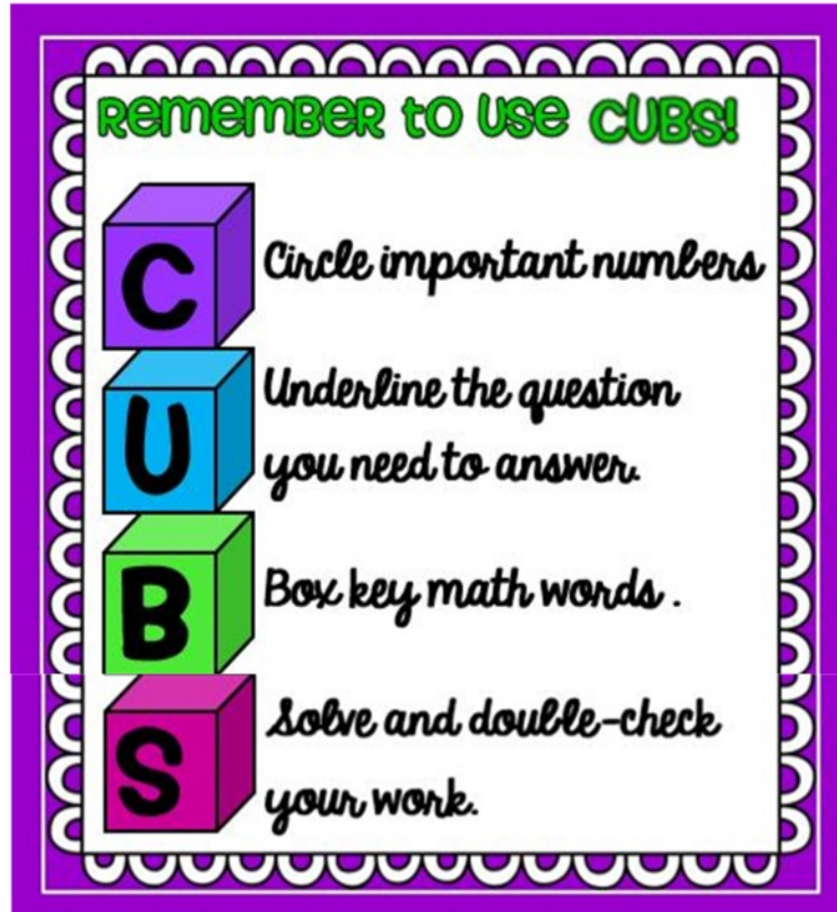 Remember to Use CUBS!
C
Circle important numbers
U
Underline the question
you need to answer.
B
Box key math words .
S
Solve and double-check
your work.